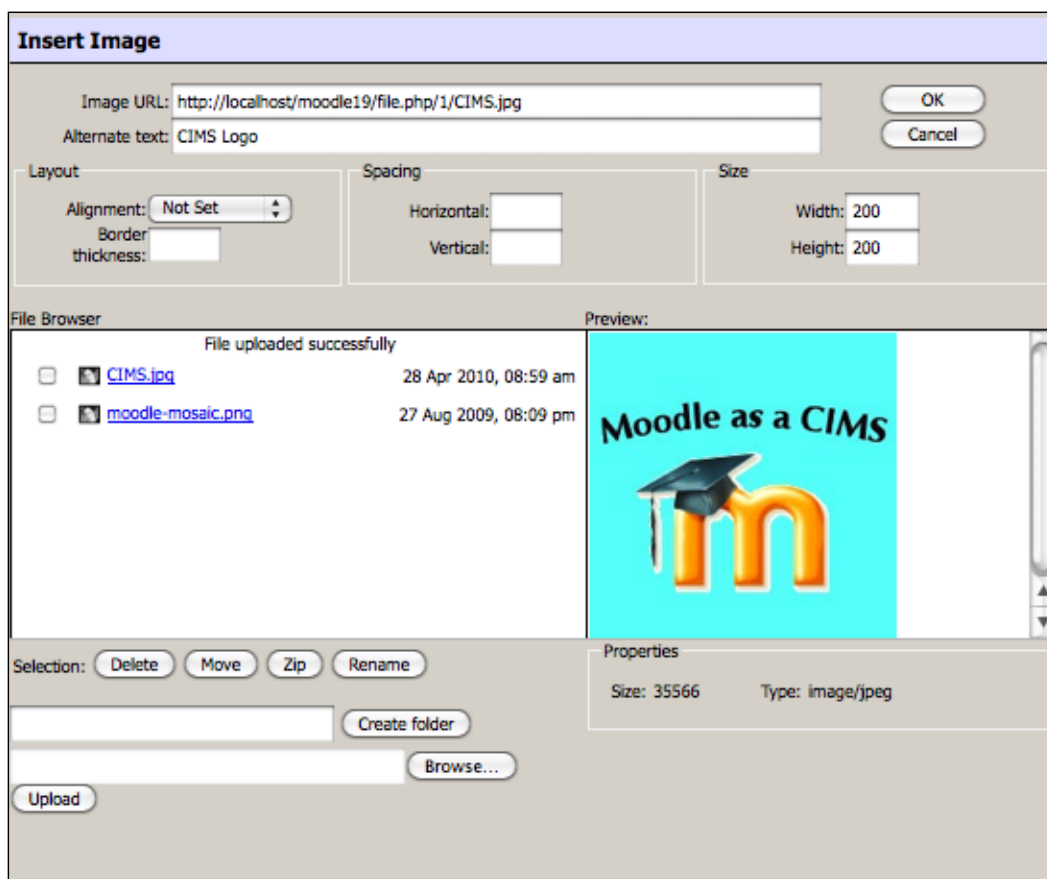 Insert Image
Image URL: http://localhost/moodle19/file.php/1/CIMS.jpg OK
Alternate text: CIMS Logo Cancel
Layout Spacing Size
Alignment: Not Set Horizontal: Width: 200
Border thickness: Vertical: Height: 200
File Browser Preview:
File uploaded successfully
CIMS.jpg 28 Apr 2010, 08:59 am
moodle-mosaic.png 27 Aug 2009, 08:09 pm
Moodle as a CIMS
m
Selection: Delete Move Zip Rename
Properties
Size: 35566 Type: image/jpeg
Create folder
Browse...
Upload